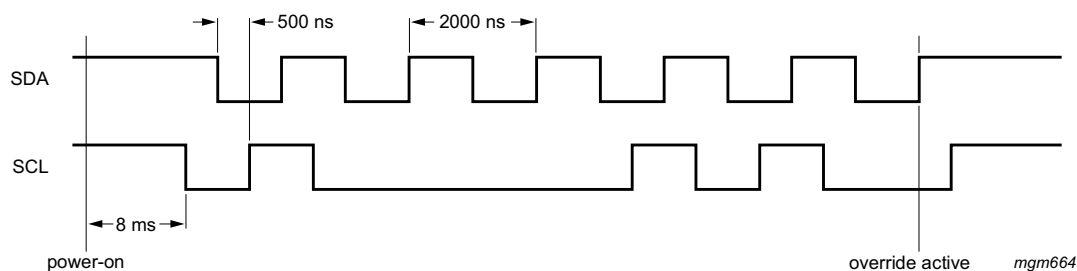 500 ns
2000 ns
SDA
SCL
8 ms
power-on
override active
mgm664